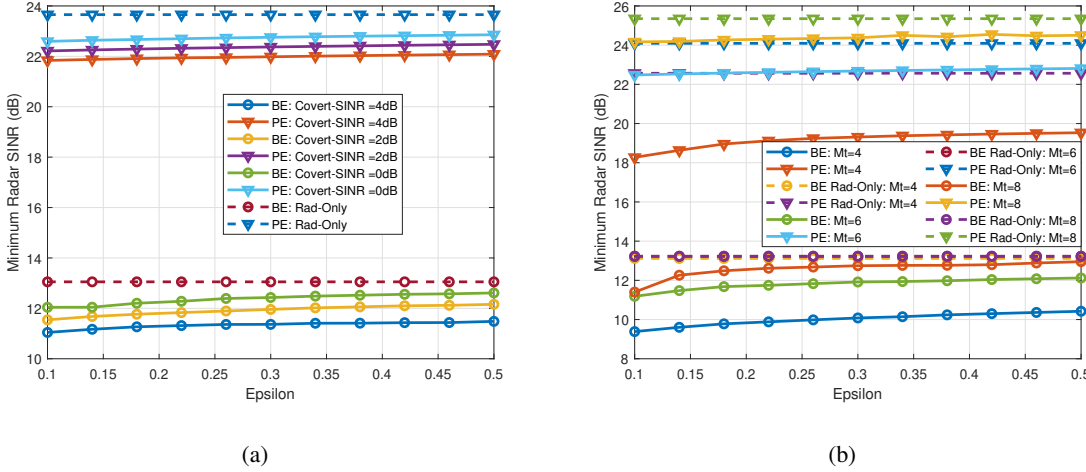 24
22
20
18
16
14
12
10
Minimum Radar SINR (dB)
BE: Covert-SINR =4dB
PE: Covert-SINR =4dB
BE: Covert-SINR =2dB
PE: Covert-SINR =2dB
BE: Covert-SINR =0dB
PE: Covert-SINR =0dB
BE: Rad-Only
PE: Rad-Only
0.1 0.15 0.2 0.25 0.3 0.35 0.4 0.45 0.5
Epsilon
(a)
26
24
22
20
18
16
14
12
10
8
Minimum Radar SINR (dB)
BE: Mt=4
PE: Mt=4
BE Rad-Only: Mt=4
PE Rad-Only: Mt=4
BE: Mt=6
PE: Mt=6
BE Rad-Only: Mt=6
PE Rad-Only: Mt=6
BE: Mt=8
PE: Mt=8
BE Rad-Only: Mt=8
PE Rad-Only: Mt=8
0.1 0.15 0.2 0.25 0.3 0.35 0.4 0.45 0.5
Epsilon
(b)